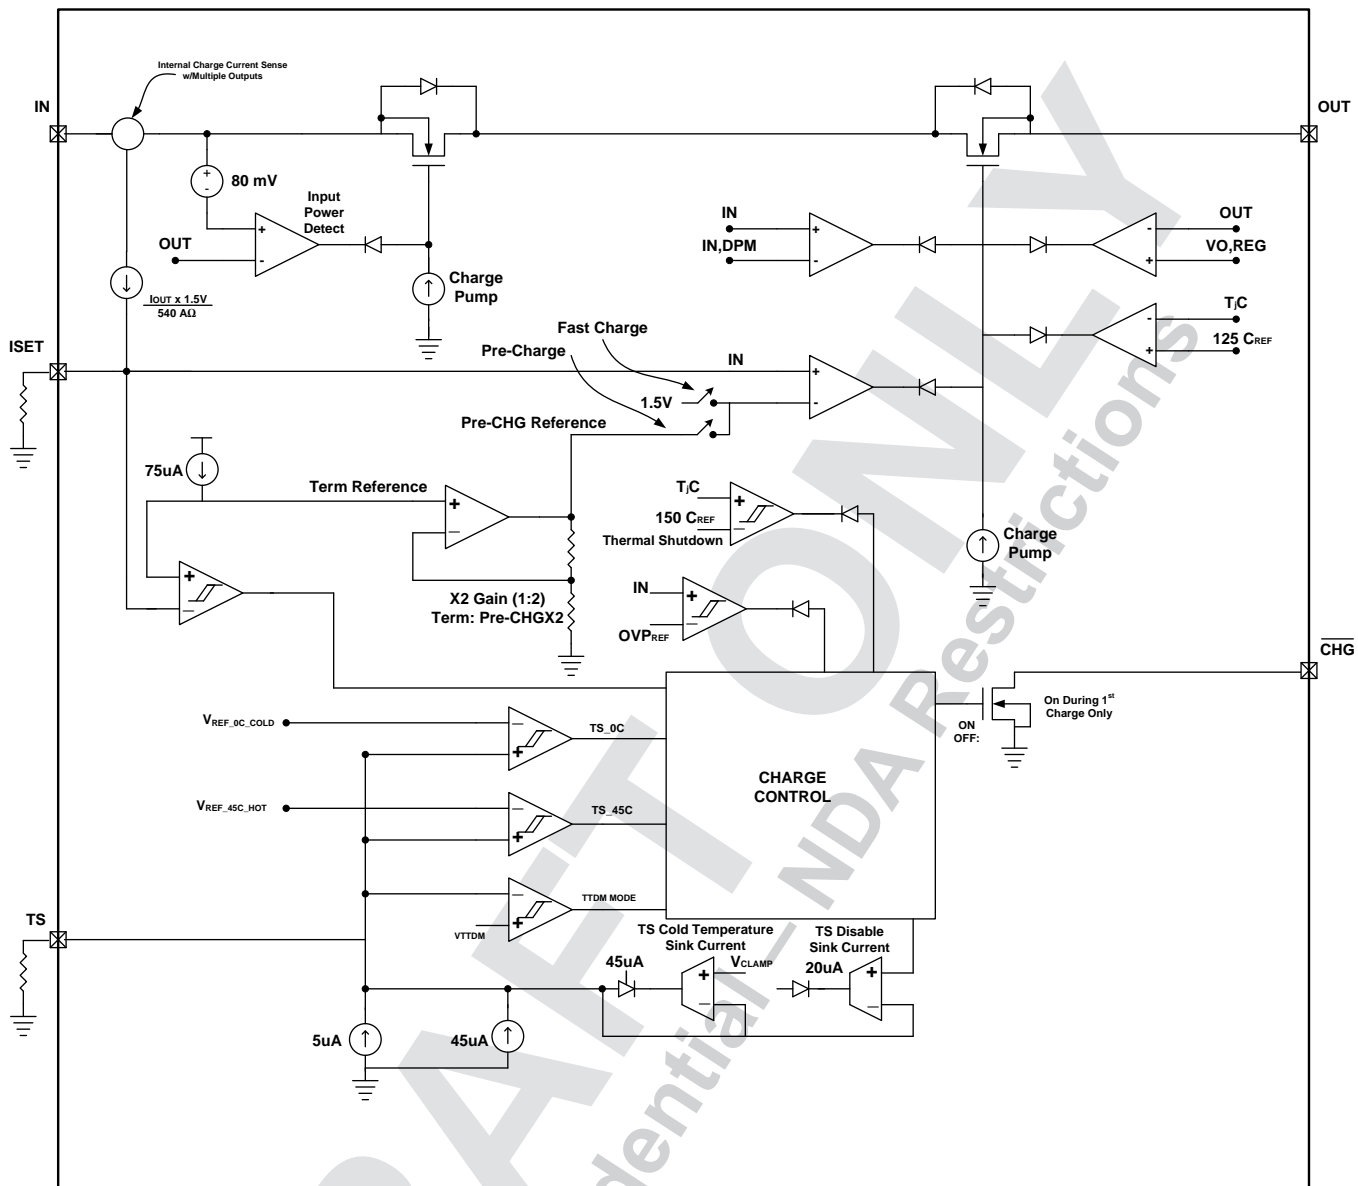 Internal Charge Current Sense
w/Multiple Outputs
IN
OUT
+
-
80 mV
Input
Power
Detect
OUT
+
-
Charge
Pump
IOUT x 1.5V
540 AΩ
IN
IN,DPM
+
-
OUT
VO,REG
-
+
TjC
125 CREF
-
+
ISET
Fast Charge
Pre-Charge
IN
1.5V
+
-
Pre-CHG Reference
75uA
Term Reference
+
–
+
–
X2 Gain (1:2)
Term: Pre-CHGX2
TjC
150 CREF
Thermal Shutdown
+
–
IN
OVPREF
+
–
Charge
Pump
CHG
On During 1st
Charge Only
ON
OFF:
VREF_0C_COLD
–
+
TS_0C
CHARGE
CONTROL
VREF_45C_HOT
–
+
TS_45C
–
+
TTDM MODE
VTTDM
TS
TS Cold Temperature
Sink Current
TS Disable
Sink Current
45uA
VCLAMP
+
–
20uA
+
–
5uA
45uA
DRAFT ONLY
dential – NDA Restrictions